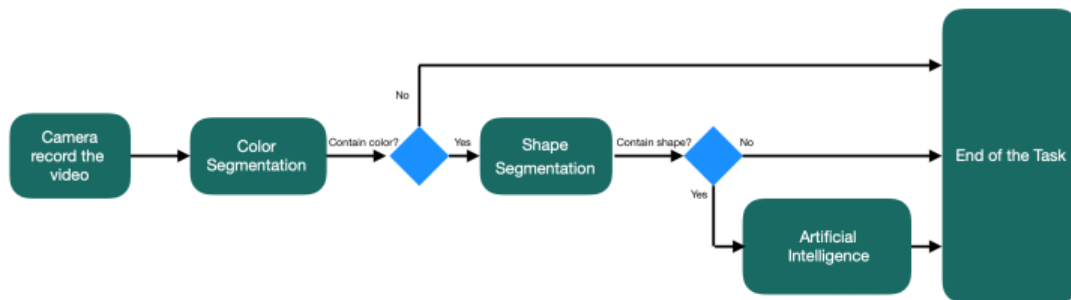 Camera
record the
video
Color
Segmentation
Contain color?
No
Yes
Shape
Segmentation
Contain shape?
No
Yes
Artificial
Intelligence
End of the Task